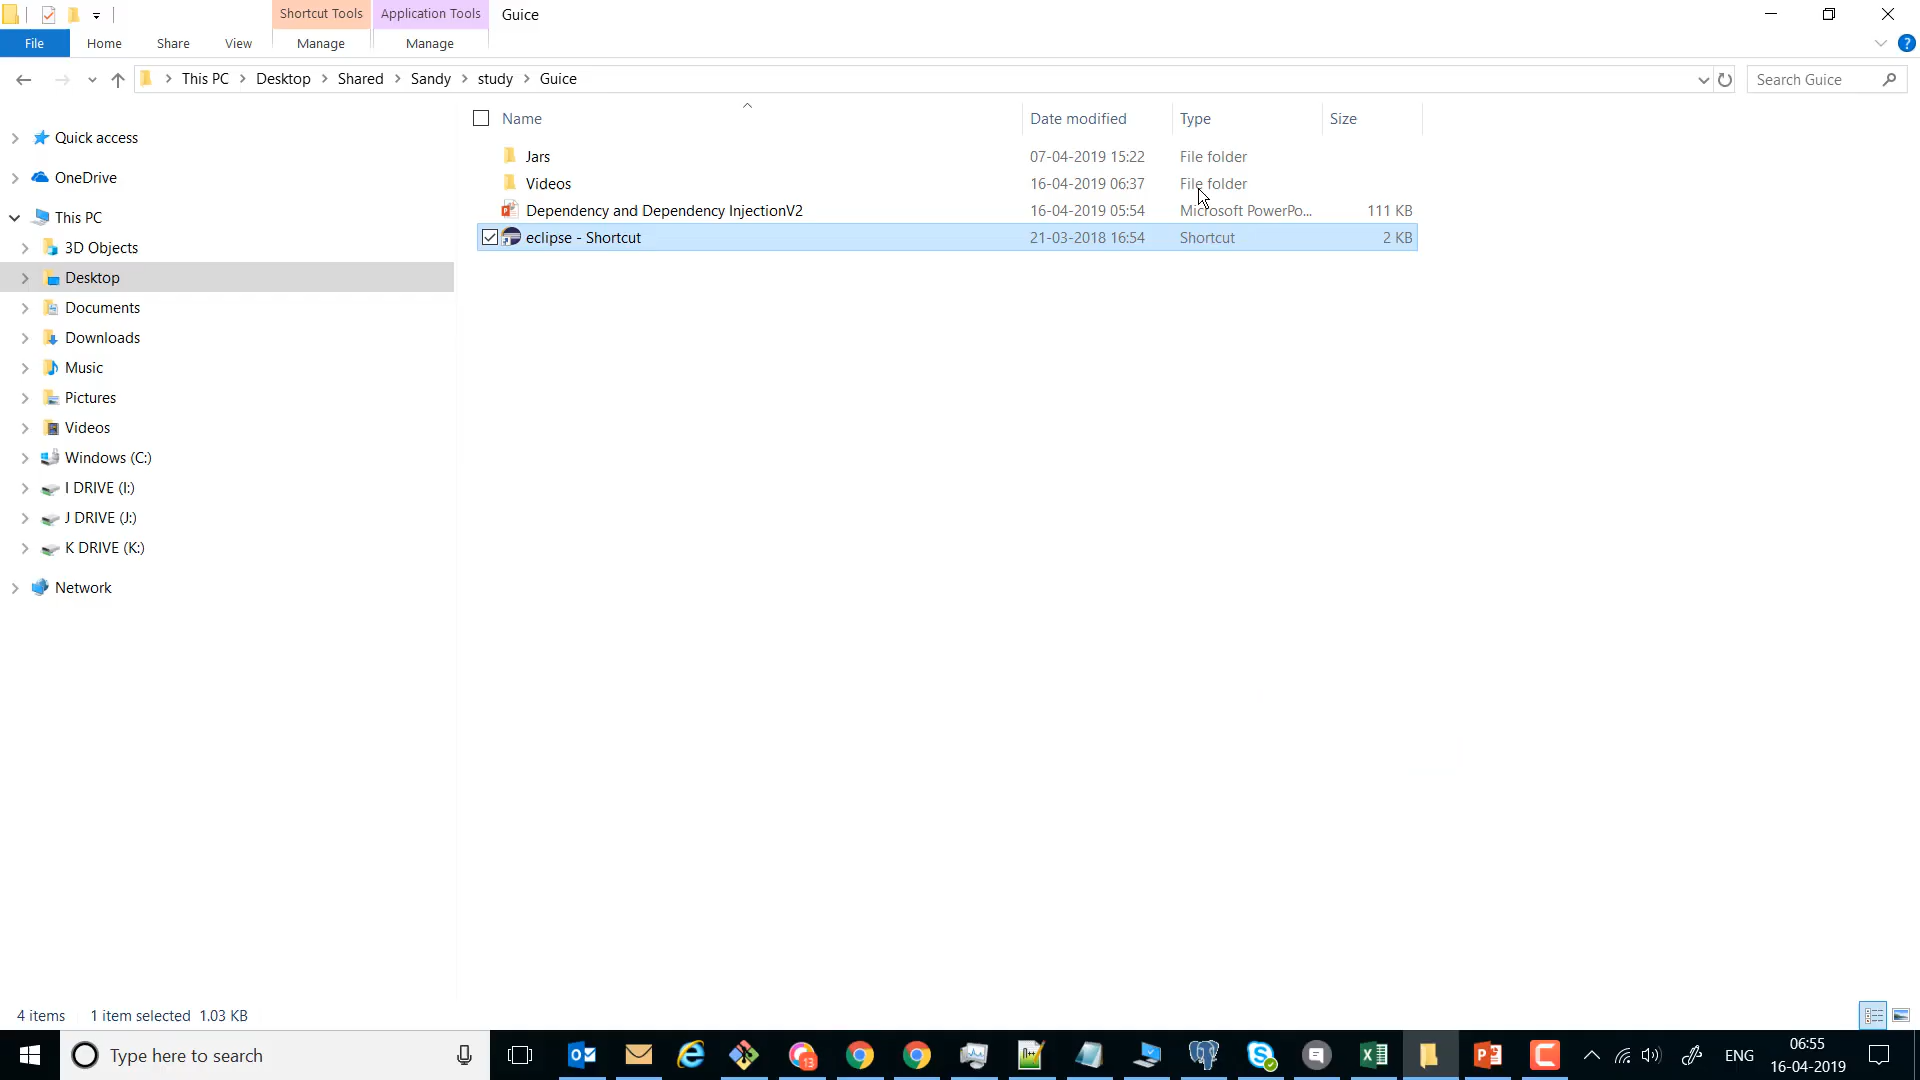 Shortcut Tools Application Tools Guice
File Home Share View Manage Manage
This PC Desktop Shared Sandy study Guice
Search Guice
Name Date modified Type Size
Jars 07-04-2019 15:22 File folder
Videos 16-04-2019 06:37 File folder
Dependency and Dependency InjectionV2 16-04-2019 05:54 Microsoft PowerPo... 111 KB
eclipse - Shortcut 21-03-2018 16:54 Shortcut 2 KB
Quick access
OneDrive
This PC
3D Objects
Desktop
Documents
Downloads
Music
Pictures
Videos
Windows (C:)
I DRIVE (I:)
J DRIVE (J:)
K DRIVE (K:)
Network
4 items 1 item selected 1.03 KB
Type here to search
13
ENG
06:55
16-04-2019